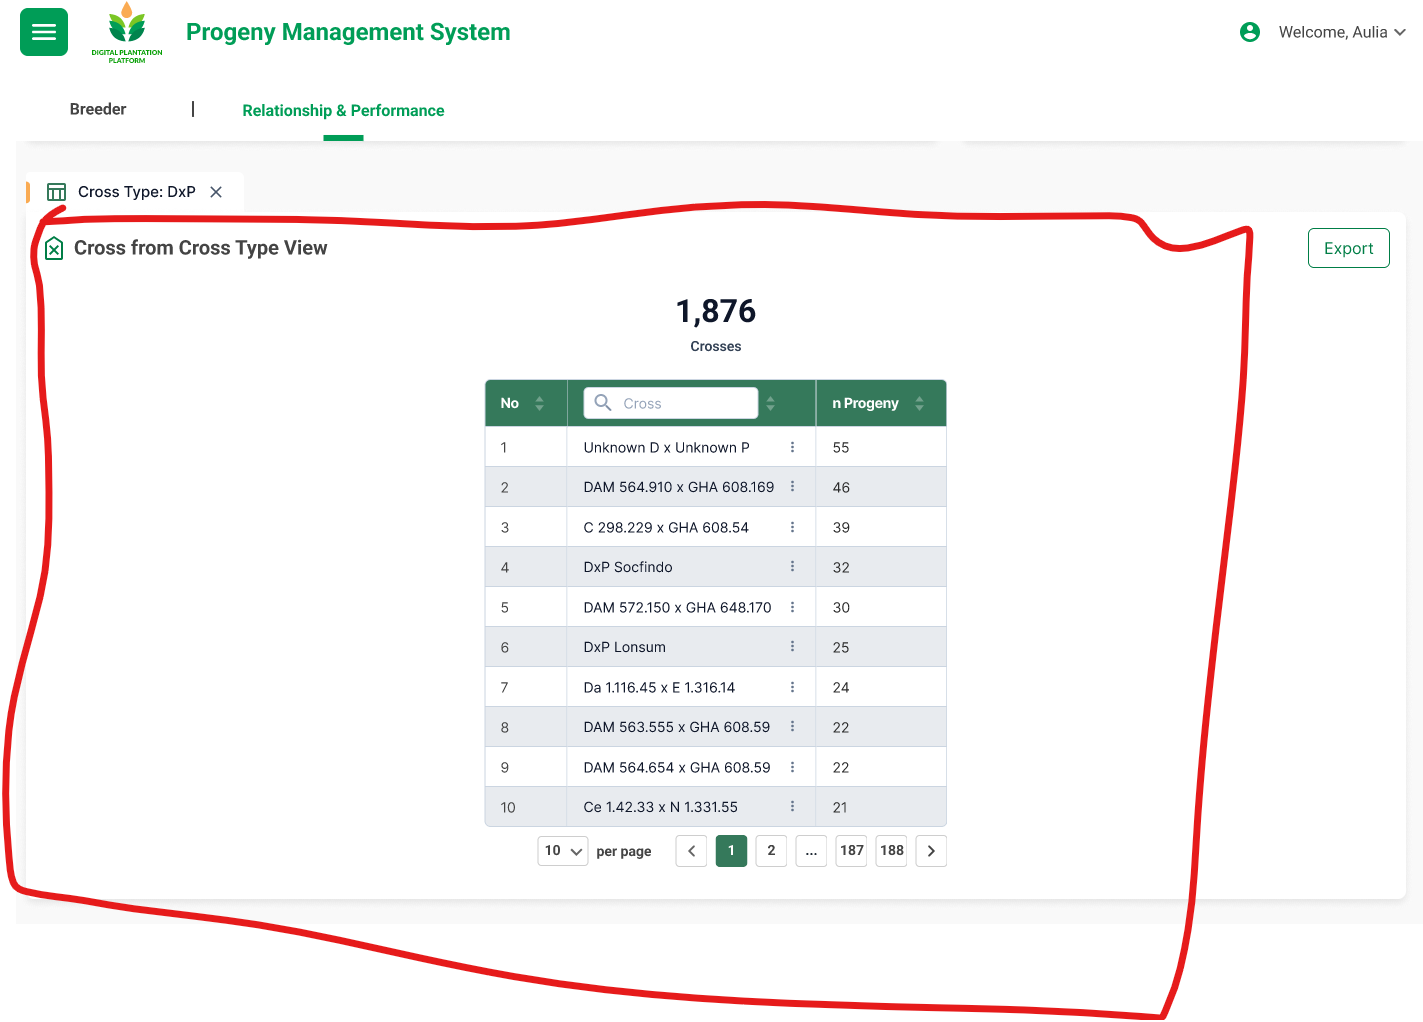 Progeny Management System
DIGITAL PLANTATION
PLATFORM
Welcome, Aulia
Breeder | Relationship & Performance
Cross Type: DxP
Cross from Cross Type View
Export
1,876
Crosses
No Cross n Progeny
1 Unknown D x Unknown P 55
2 DAM 564.910 x GHA 608.169 46
3 C 298.229 x GHA 608.54 39
4 DxP Socfindo 32
5 DAM 572.150 x GHA 648.170 30
6 DxP Lonsum 25
7 Da 1.116.45 x E 1.316.14 24
8 DAM 563.555 x GHA 608.59 22
9 DAM 564.654 x GHA 608.59 22
10 Ce 1.42.33 x N 1.331.55 21
10 per page 1 2 ... 187 188